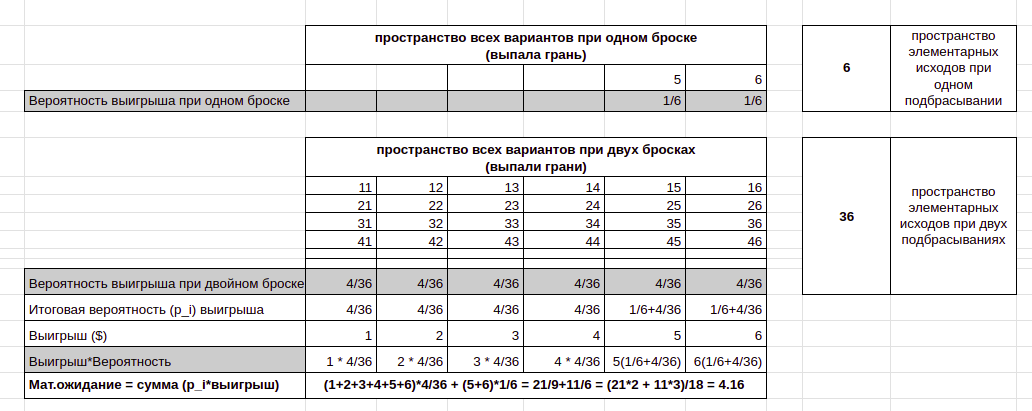 пространство всех вариантов при одном броске
(выпала грань)
5 6
Вероятность выигрыша при одном броске 1/6 1/6
6
пространство
элементарных
исходов при
одном
подбрасывании
пространство всех вариантов при двух бросках
(выпали грани)
11 12 13 14 15 16
21 22 23 24 25 26
31 32 33 34 35 36
41 42 43 44 45 46
36
пространство
элементарных
исходов при двух
подбрасываниях
Вероятность выигрыша при двойном броске 4/36 4/36 4/36 4/36 4/36 4/36
Итоговая вероятность (p_i) выигрыша 4/36 4/36 4/36 4/36 1/6+4/36 1/6+4/36
Выигрыш ($) 1 2 3 4 5 6
Выигрыш*Вероятность 1 * 4/36 2 * 4/36 3 * 4/36 4 * 4/36 5(1/6+4/36) 6(1/6+4/36)
Мат.ожидание = сумма (p_i*выигрыш) (1+2+3+4+5+6)*4/36 + (5+6)*1/6 = 21/9+11/6 = (21*2 + 11*3)/18 = 4.16